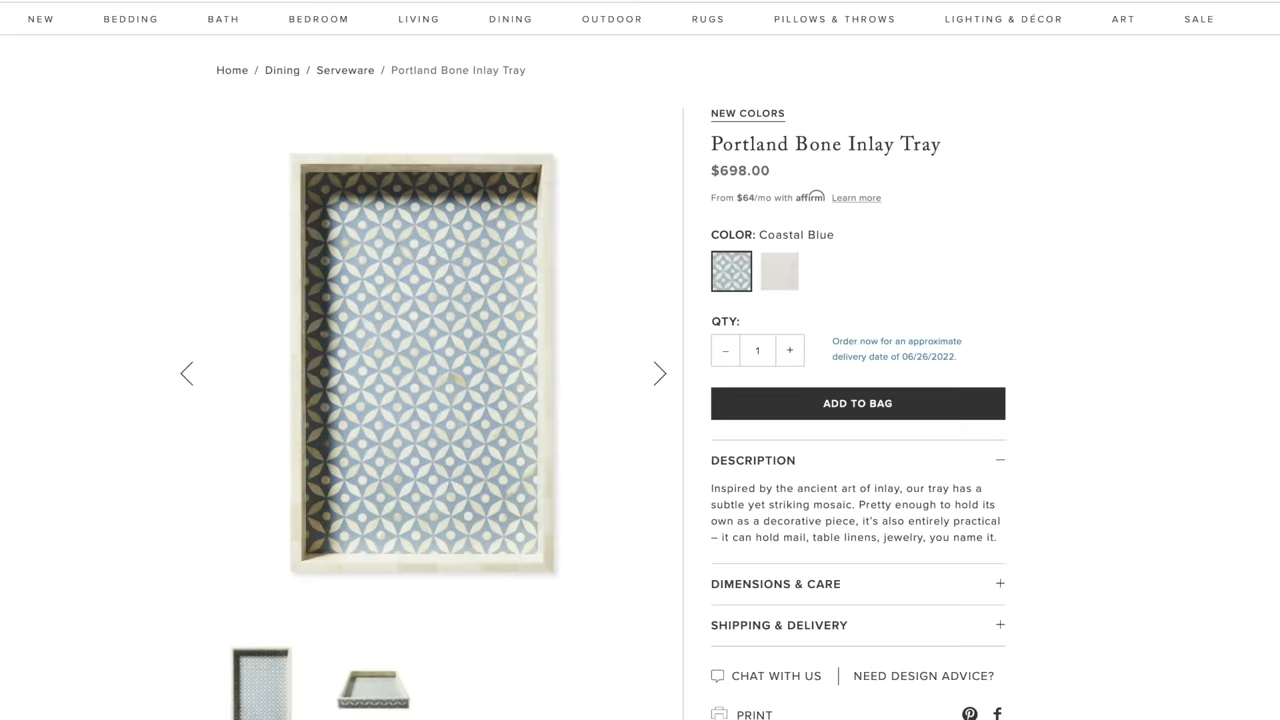 NEW BEDDING BATH BEDROOM LIVING DINING OUTDOOR RUGS PILLOWS & THROWS LIGHTING & DÉCOR ART SALE
Home / Dining / Serveware / Portland Bone Inlay Tray
NEW COLORS
Portland Bone Inlay Tray
$698.00
From $64/mo with affirm Learn more
COLOR: Coastal Blue
QTY:
– 1 +
Order now for an approximate
delivery date of 06/26/2022.
ADD TO BAG
DESCRIPTION —
Inspired by the ancient art of inlay, our tray has a
subtle yet striking mosaic. Pretty enough to hold its
own as a decorative piece, it's also entirely practical
– it can hold mail, table linens, jewelry, you name it.
DIMENSIONS & CARE +
SHIPPING & DELIVERY +
CHAT WITH US | NEED DESIGN ADVICE?
PRINT